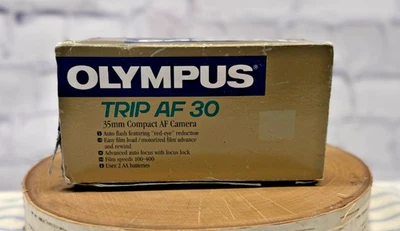 OLYMPUS®
TRIP AF 30
35mm Compact AF Camera
Auto flash featuring "red-eye" reduction
Easy film load/motorized film advance
and rewind
Advanced auto focus with focus lock
Film speeds 100-400
Uses 2 AA batteries